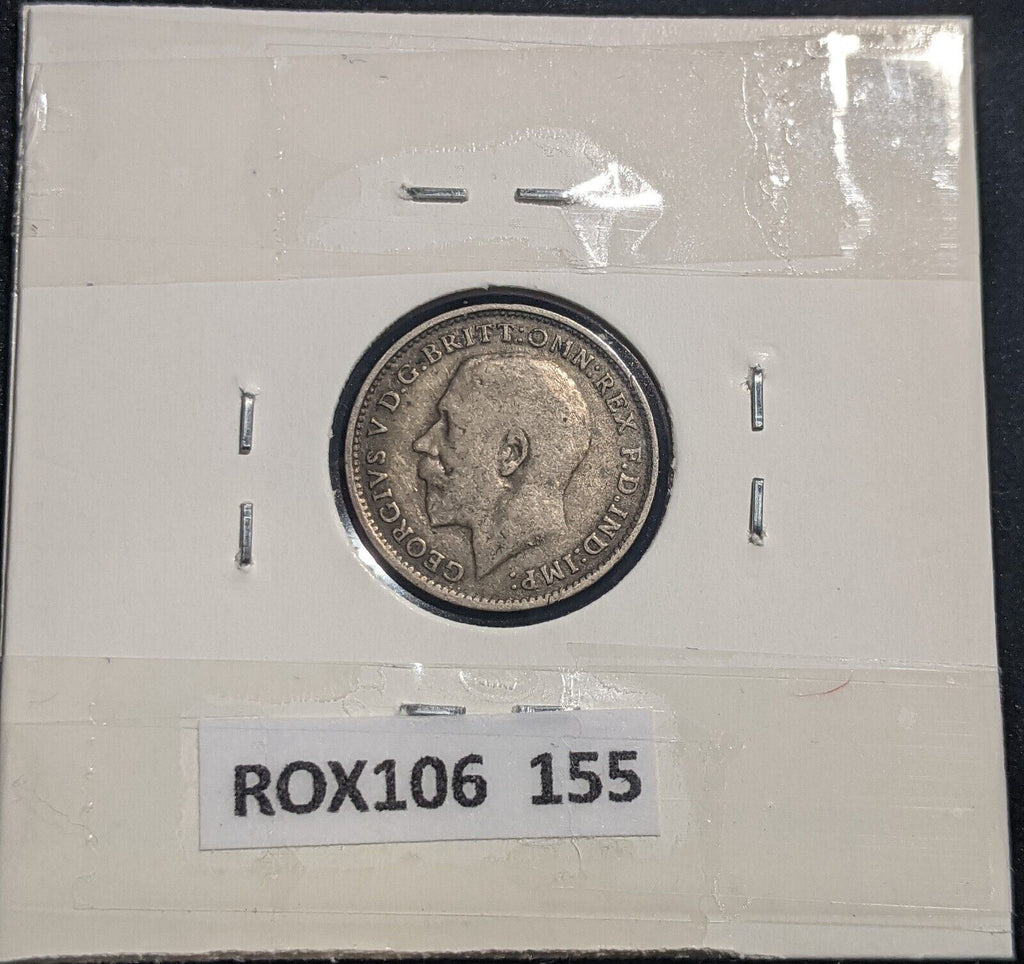 GEORGIVS V D.G.BRITT:OMN:REX F.D.IND:IMP:
ROX106 155